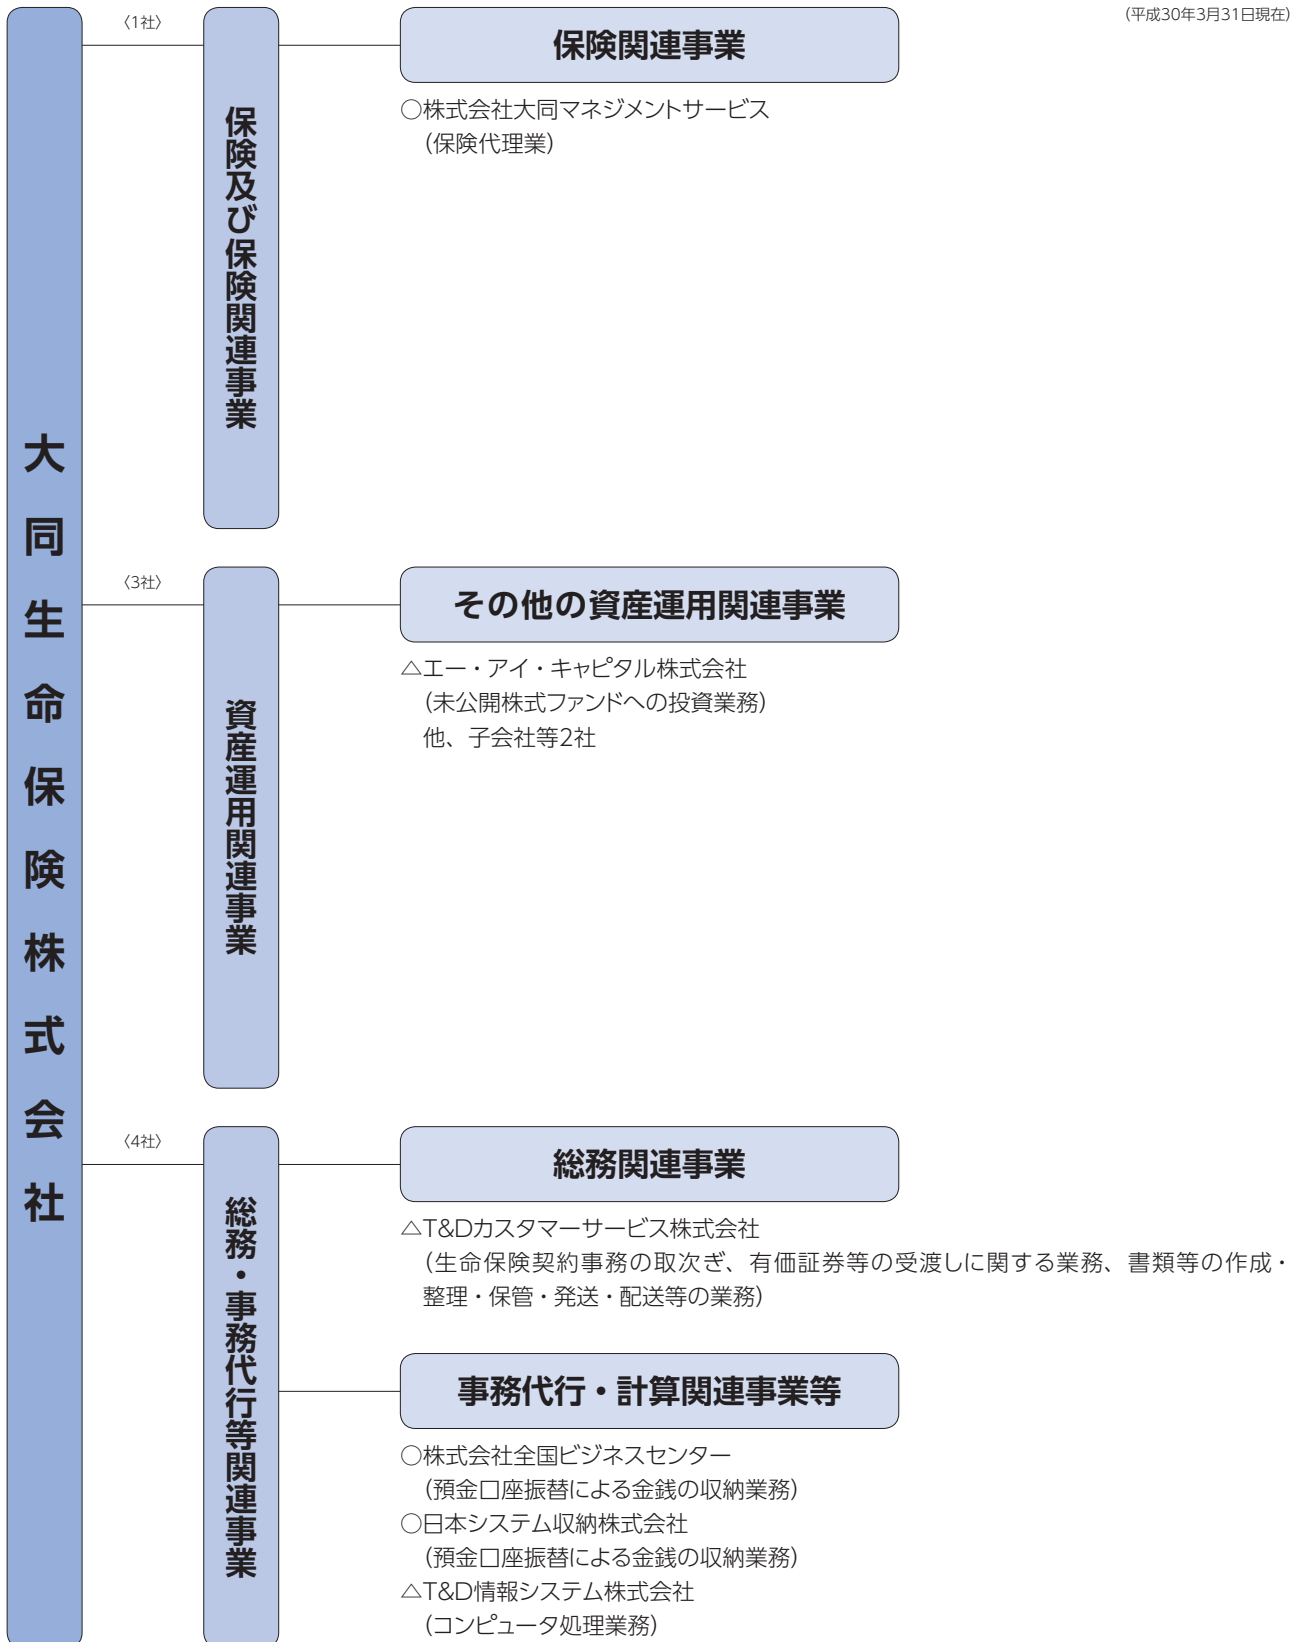 (平成30年3月31日現在)
大同生命保険株式会社
〈1社〉
保険及び保険関連事業
保険関連事業
○株式会社大同マネジメントサービス
(保険代理業)
〈3社〉
資産運用関連事業
その他の資産運用関連事業
△エー・アイ・キャピタル株式会社
(未公開株式ファンドへの投資業務)
他、子会社等2社
〈4社〉
総務・事務代行等関連事業
総務関連事業
△T&Dカスタマーサービス株式会社
(生命保険契約事務の取次ぎ、有価証券等の受渡しに関する業務、書類等の作成・
整理・保管・発送・配送等の業務)
事務代行・計算関連事業等
○株式会社全国ビジネスセンター
(預金口座振替による金銭の収納業務)
○日本システム収納株式会社
(預金口座振替による金銭の収納業務)
△T&D情報システム株式会社
(コンピュータ処理業務)